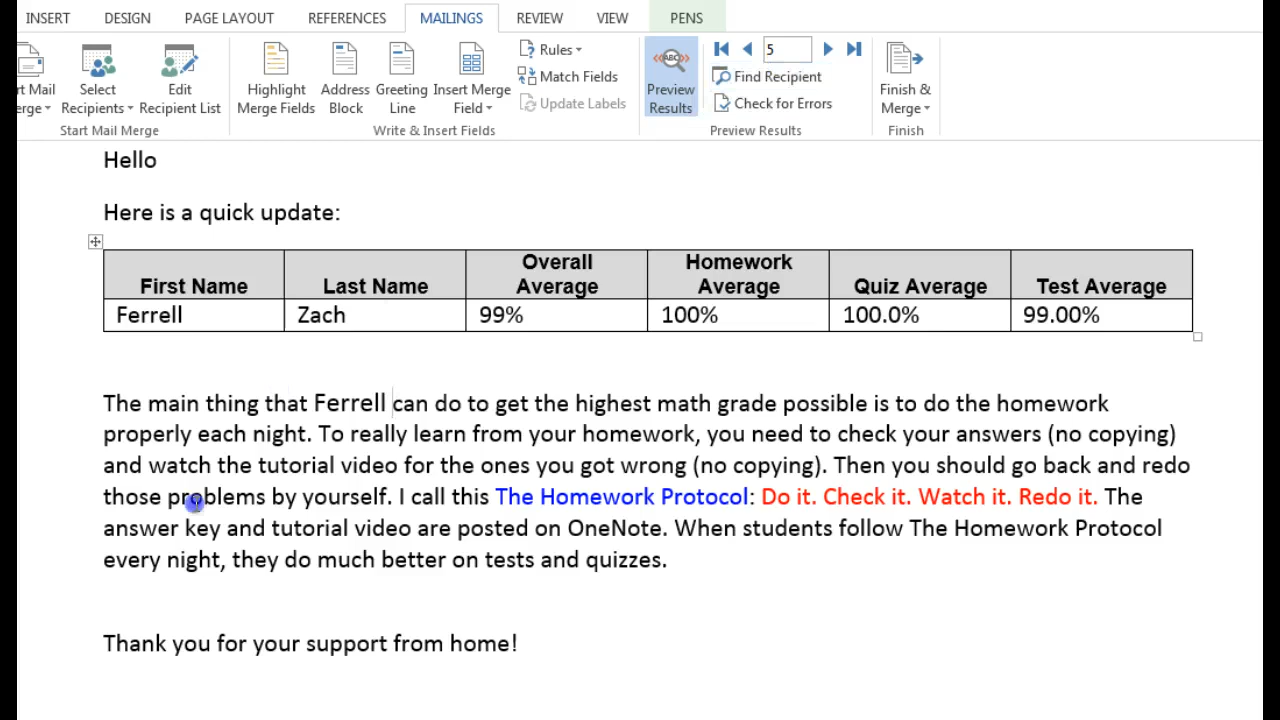 INSERT DESIGN PAGE LAYOUT REFERENCES MAILINGS REVIEW VIEW PENS
rt Mail
erge
Select
Recipients
Edit
Recipient List
Start Mail Merge
Highlight
Merge Fields
Address
Block
Greeting
Line
Insert Merge
Field
Rules
Match Fields
Update Labels
Write & Insert Fields
ABC
Preview
Results
5
Find Recipient
Check for Errors
Preview Results
Finish &
Merge
Finish
Hello
Here is a quick update:
First Name Last Name Overall Average Homework Average Quiz Average Test Average
Ferrell Zach 99% 100% 100.0% 99.00%
The main thing that Ferrell can do to get the highest math grade possible is to do the homework
properly each night. To really learn from your homework, you need to check your answers (no copying)
and watch the tutorial video for the ones you got wrong (no copying). Then you should go back and redo
those problems by yourself. I call this The Homework Protocol: Do it. Check it. Watch it. Redo it. The
answer key and tutorial video are posted on OneNote. When students follow The Homework Protocol
every night, they do much better on tests and quizzes.
Thank you for your support from home!